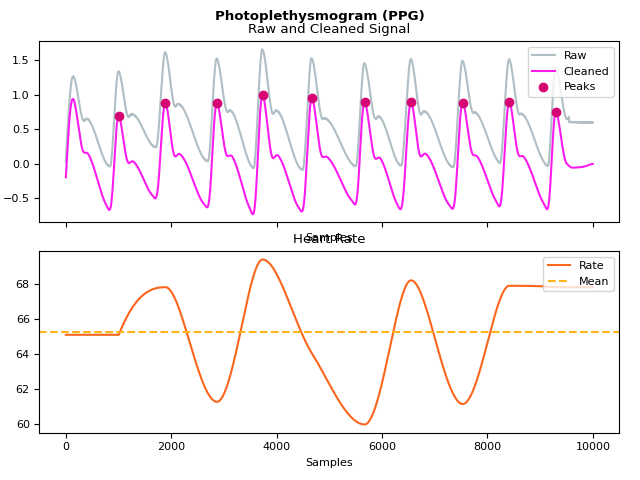 Photoplethysmogram (PPG)
Raw and Cleaned Signal
Raw
Cleaned
Peaks
1.5
1.0
0.5
0.0
−0.5
Samples
Heart Rate
Rate
Mean
68
66
64
62
60
0 2000 4000 6000 8000 10000
Samples